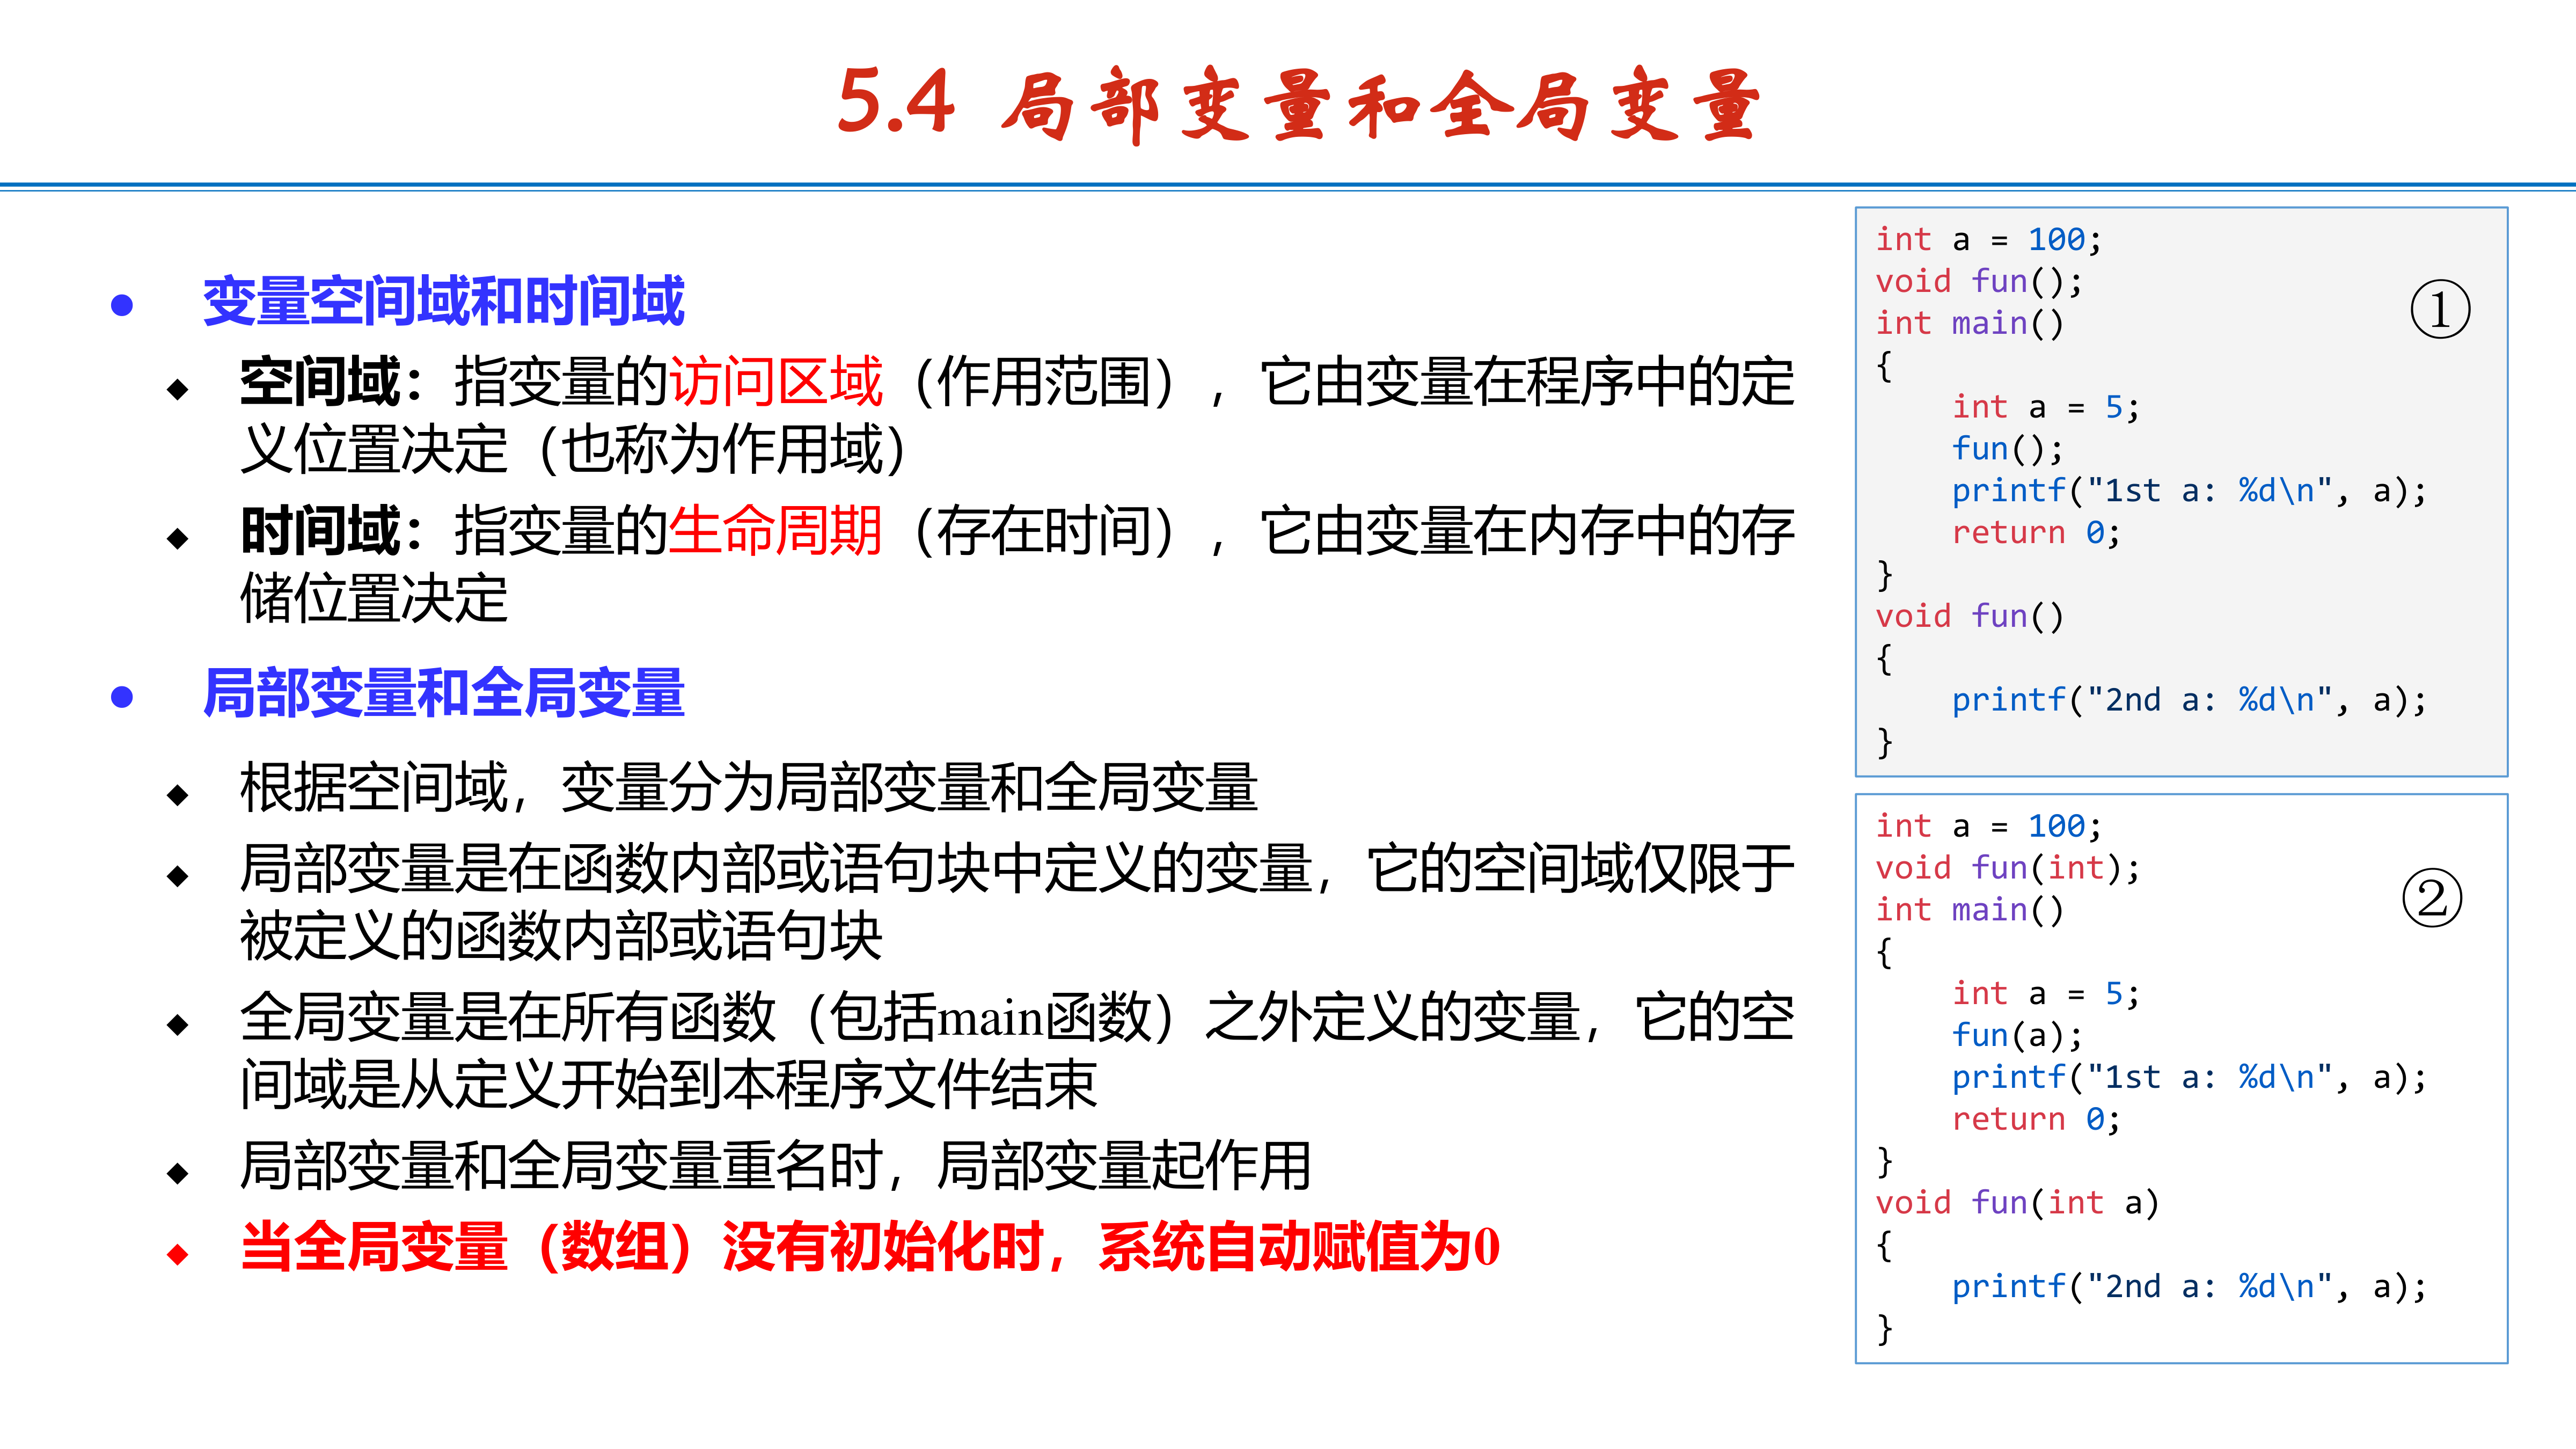 5.4 局部变量和全局变量
• 变量空间域和时间域
◆ 空间域：指变量的访问区域（作用范围），它由变量在程序中的定
义位置决定（也称为作用域）
◆ 时间域：指变量的生命周期（存在时间），它由变量在内存中的存
储位置决定
• 局部变量和全局变量
◆ 根据空间域，变量分为局部变量和全局变量
◆ 局部变量是在函数内部或语句块中定义的变量，它的空间域仅限于
被定义的函数内部或语句块
◆ 全局变量是在所有函数（包括main函数）之外定义的变量，它的空
间域是从定义开始到本程序文件结束
◆ 局部变量和全局变量重名时，局部变量起作用
◆ 当全局变量（数组）没有初始化时，系统自动赋值为0
①
int a = 100;
void fun();
int main()
{
    int a = 5;
    fun();
    printf("1st a: %d\n", a);
    return 0;
}
void fun()
{
    printf("2nd a: %d\n", a);
}
②
int a = 100;
void fun(int);
int main()
{
    int a = 5;
    fun(a);
    printf("1st a: %d\n", a);
    return 0;
}
void fun(int a)
{
    printf("2nd a: %d\n", a);
}